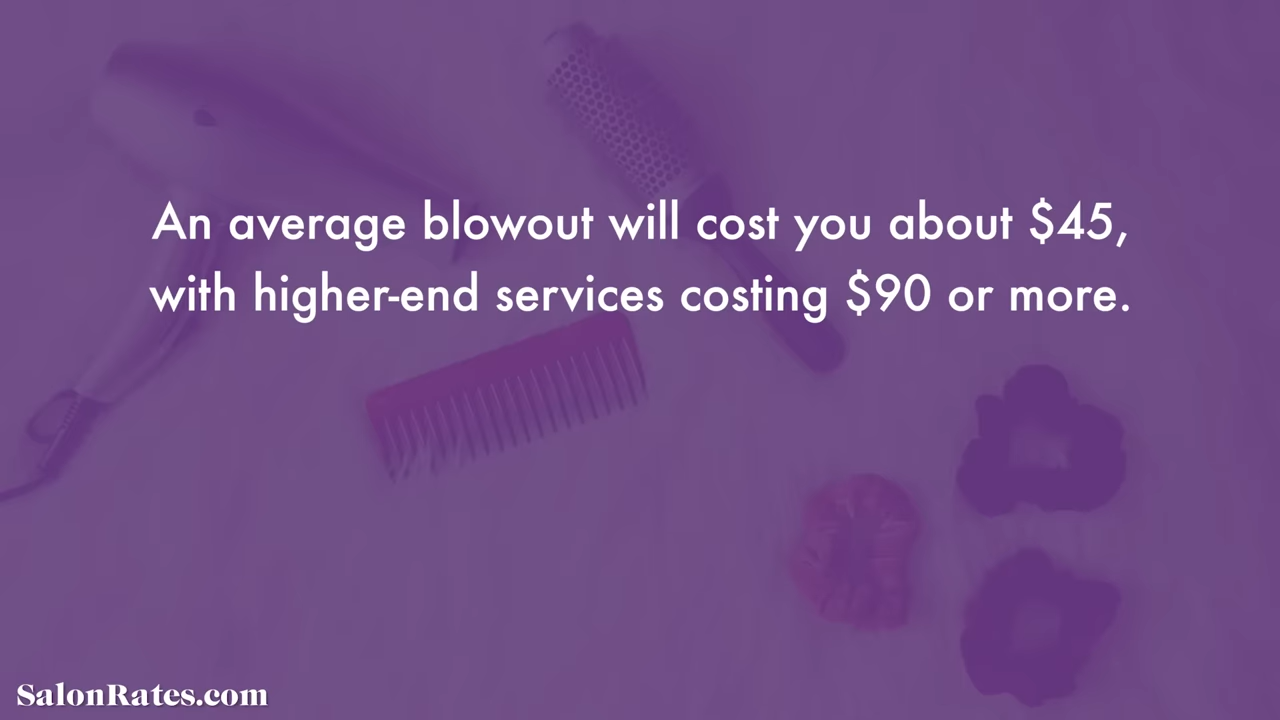 An average blowout will cost you about $45,
with higher-end services costing $90 or more.
SalonRates.com